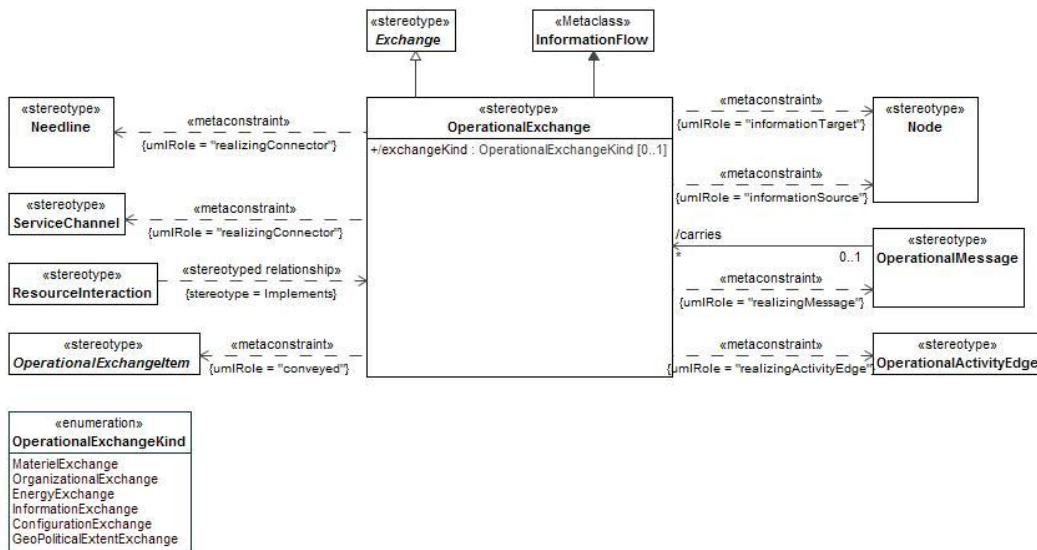 «stereotype»
Exchange
«Metaclass»
InformationFlow
«stereotype»
Needline
«metaconstraint»
{umlRole = "realizingConnector"}
«stereotype»
OperationalExchange
+/exchangeKind : OperationalExchangeKind [0..1]
«metaconstraint»
{umlRole = "informationTarget"}
«stereotype»
Node
«metaconstraint»
{umlRole = "informationSource"}
«stereotype»
ServiceChannel
«metaconstraint»
{umlRole = "realizingConnector"}
/carries
*
0..1
«stereotype»
OperationalMessage
«stereotype»
ResourceInteraction
«stereotyped relationship»
{stereotype = Implements}
«metaconstraint»
{umlRole = "realizingMessage"}
«stereotype»
OperationalExchangeItem
«metaconstraint»
{umlRole = "conveyed"}
«metaconstraint»
{umlRole = "realizingActivityEdge"}
«stereotype»
OperationalActivityEdge
«enumeration»
OperationalExchangeKind
MaterielExchange
OrganizationalExchange
EnergyExchange
InformationExchange
ConfigurationExchange
GeoPoliticalExtentExchange